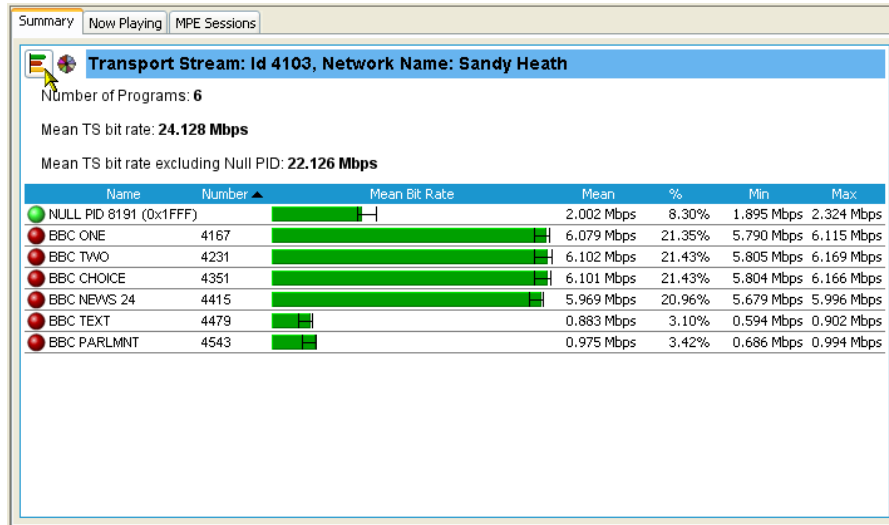 Summary Now Playing MPE Sessions
Transport Stream: Id 4103, Network Name: Sandy Heath
Number of Programs: 6
Mean TS bit rate: 24.128 Mbps
Mean TS bit rate excluding Null PID: 22.126 Mbps
Name Number Mean Bit Rate Mean % Min Max
NULL PID 8191 (0x1FFF) 2.002 Mbps 8.30% 1.895 Mbps 2.324 Mbps
BBC ONE 4167 6.079 Mbps 21.35% 5.790 Mbps 6.115 Mbps
BBC TWO 4231 6.102 Mbps 21.43% 5.805 Mbps 6.169 Mbps
BBC CHOICE 4351 6.101 Mbps 21.43% 5.804 Mbps 6.166 Mbps
BBC NEWS 24 4415 5.969 Mbps 20.96% 5.679 Mbps 5.996 Mbps
BBC TEXT 4479 0.883 Mbps 3.10% 0.594 Mbps 0.902 Mbps
BBC PARLMNT 4543 0.975 Mbps 3.42% 0.686 Mbps 0.994 Mbps